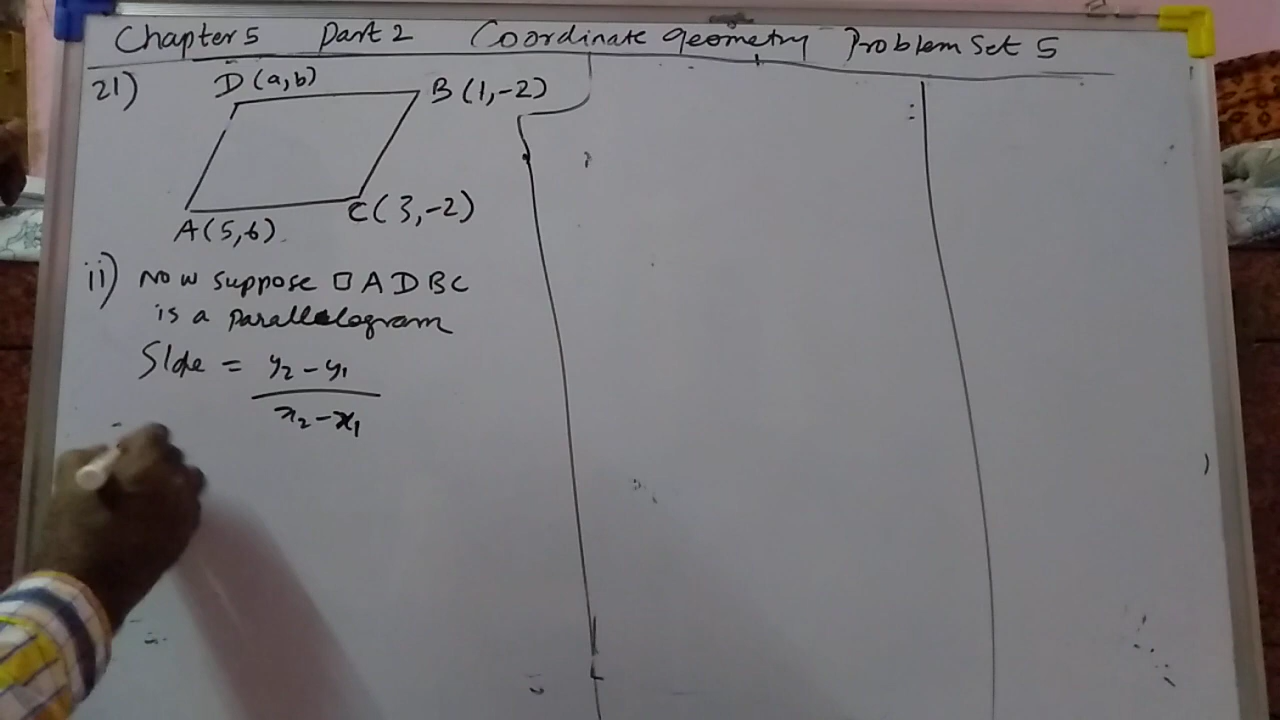 Chapter 5 Part 2 Coordinate geometry Problem Set 5
21)
D (a,b)
B (1,-2)
C(3,-2)
A(5,6).
ii) Now suppose □ ADBC
is a parallelogram
Slope = y₂ - y₁
x₂ - x₁